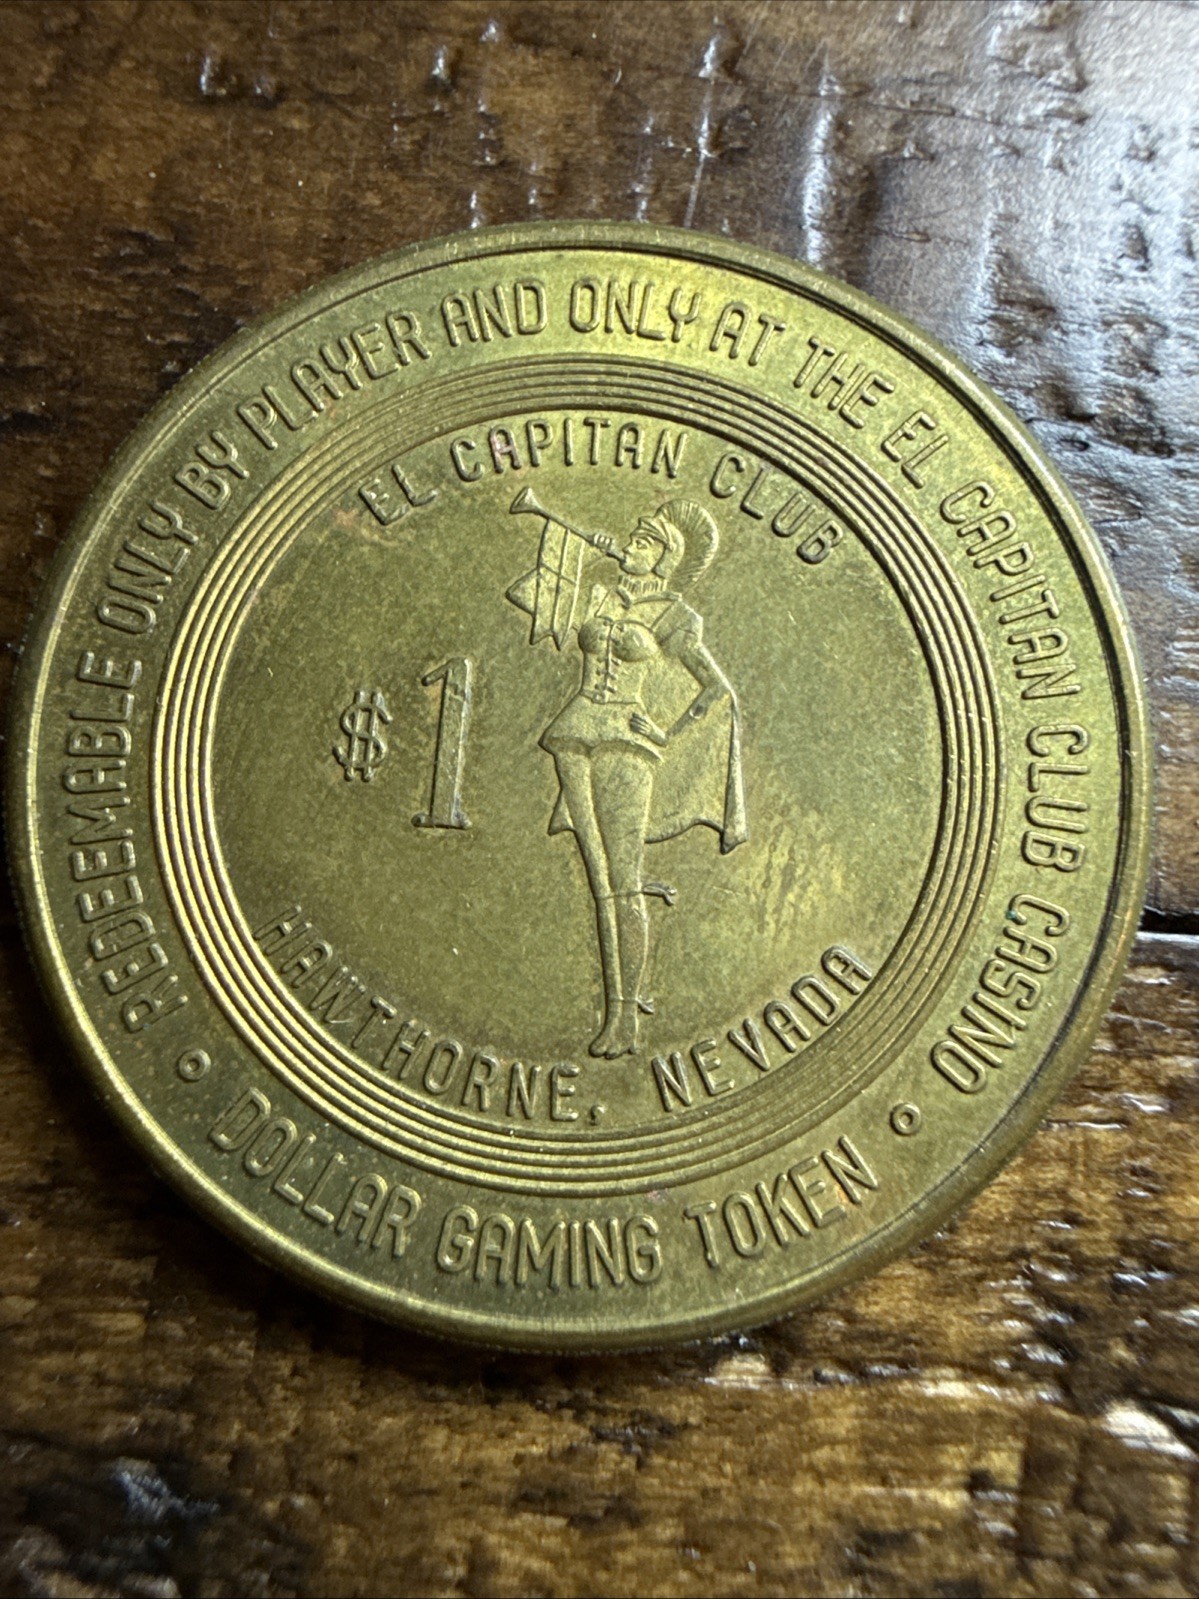 REDEEMABLE ONLY BY PLAYER AND ONLY AT THE EL CAPITAN CLUB CASINO
EL CAPITAN CLUB
$1
HAWTHORNE, NEVADA
• DOLLAR GAMING TOKEN •